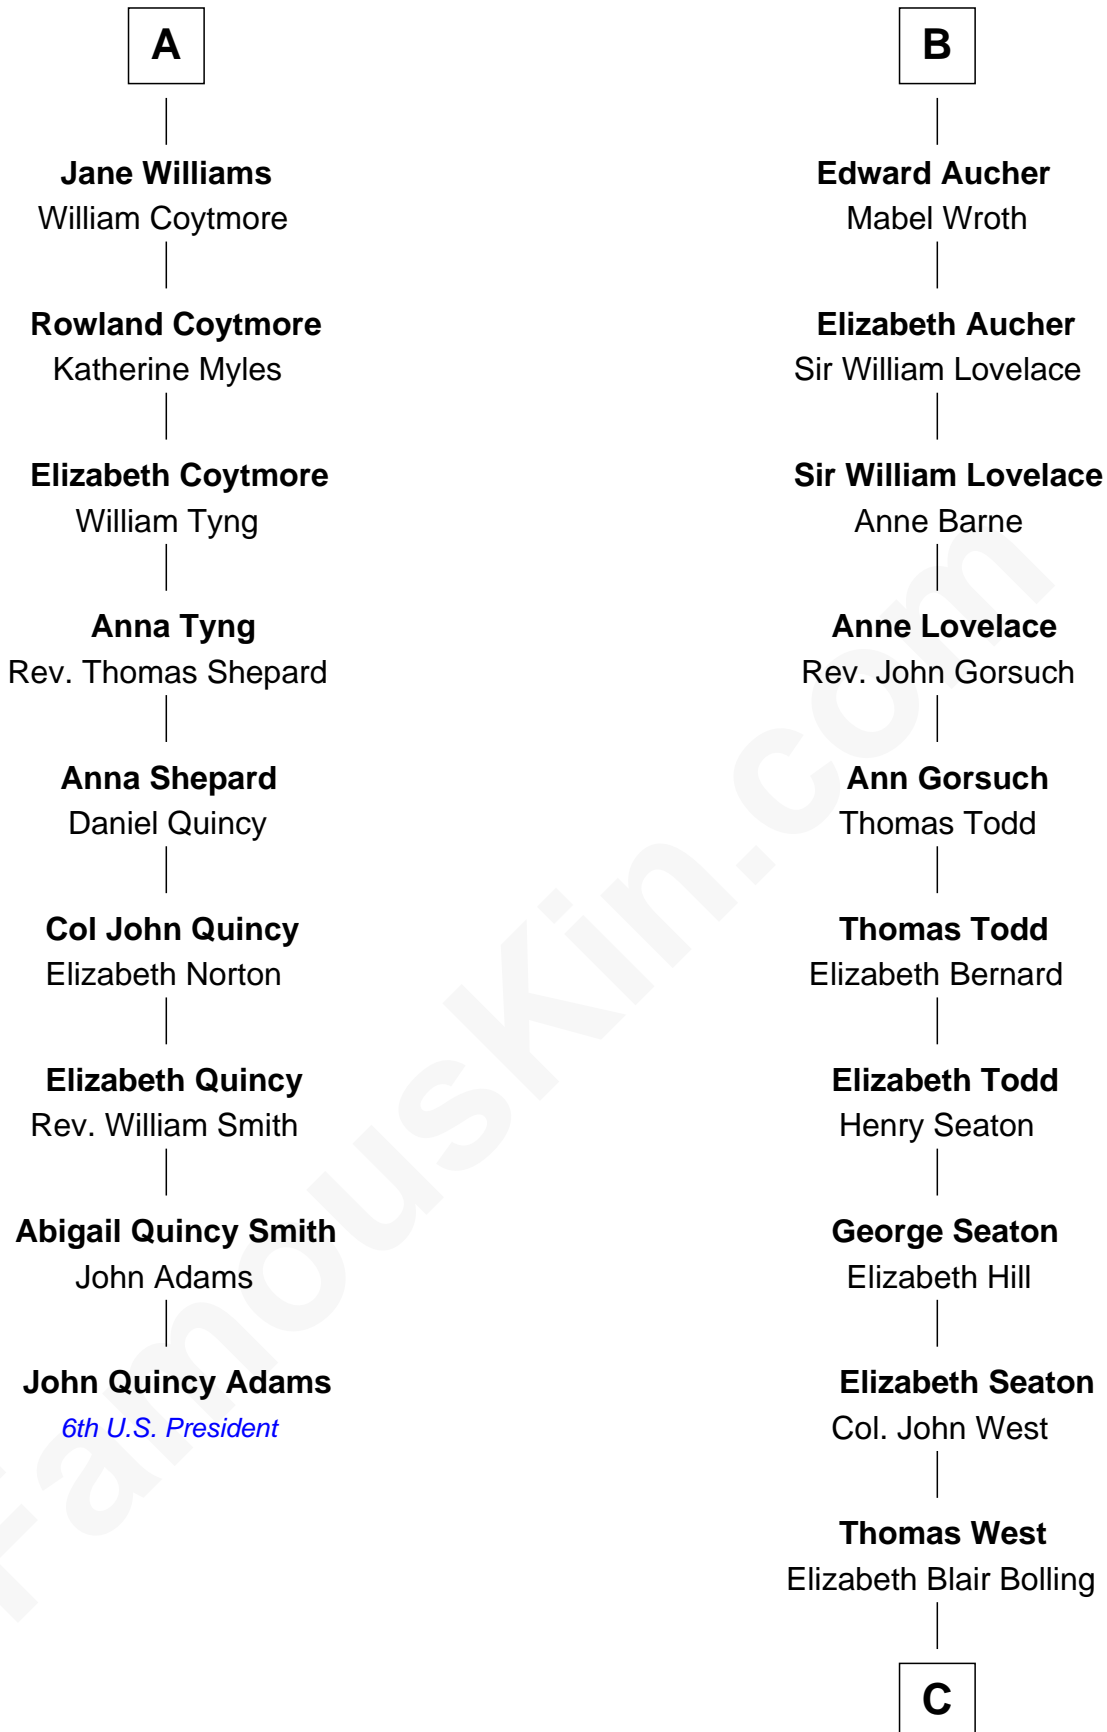 A
Jane Williams
William Coytmore
Rowland Coytmore
Katherine Myles
Elizabeth Coytmore
William Tyng
Anna Tyng
Rev. Thomas Shepard
Anna Shepard
Daniel Quincy
Col John Quincy
Elizabeth Norton
Elizabeth Quincy
Rev. William Smith
Abigail Quincy Smith
John Adams
John Quincy Adams
6th U.S. President
B
Edward Aucher
Mabel Wroth
Elizabeth Aucher
Sir William Lovelace
Sir William Lovelace
Anne Barne
Anne Lovelace
Rev. John Gorsuch
Ann Gorsuch
Thomas Todd
Thomas Todd
Elizabeth Bernard
Elizabeth Todd
Henry Seaton
George Seaton
Elizabeth Hill
Elizabeth Seaton
Col. John West
Thomas West
Elizabeth Blair Bolling
C
FamousKin.com